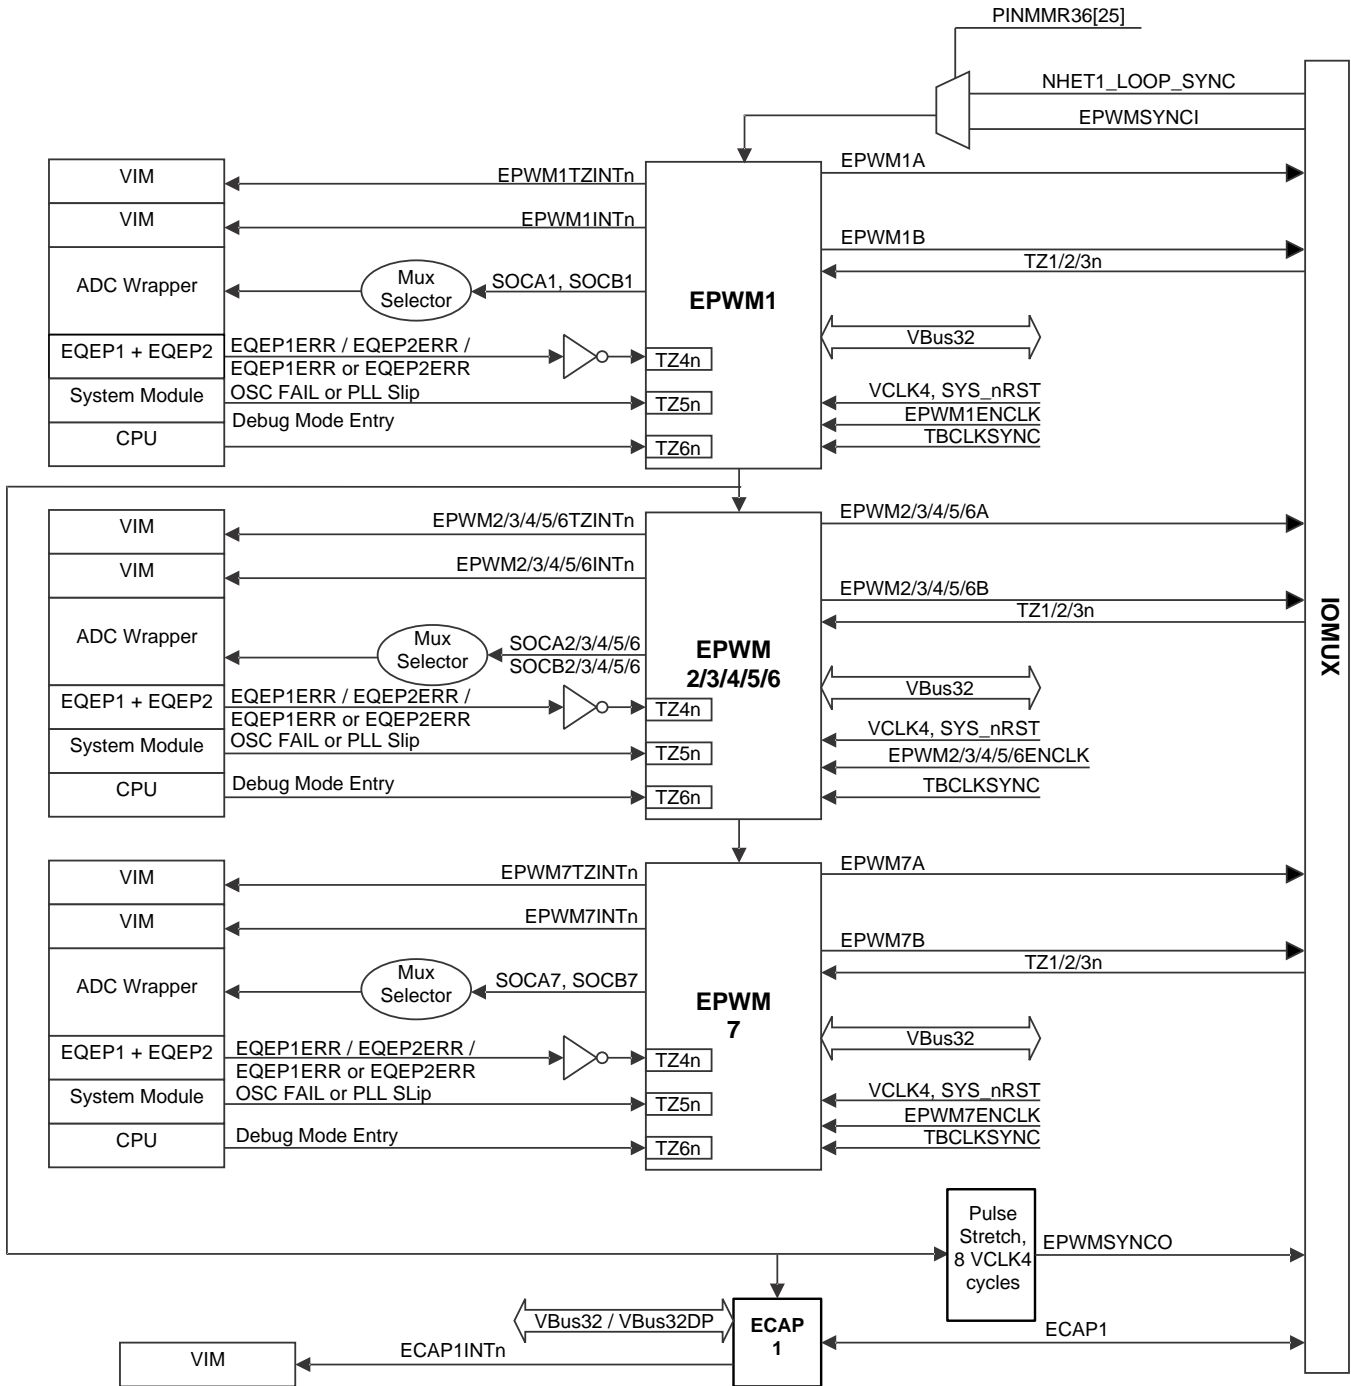 PINMMR36[25]
NHET1_LOOP_SYNC
EPWMSYNCI
VIM
EPWM1TZINTn
EPWM1A
VIM
EPWM1INTn
EPWM1B
TZ1/2/3n
ADC Wrapper
Mux
Selector
SOCA1, SOCB1
EPWM1
VBus32
EQEP1 + EQEP2
EQEP1ERR / EQEP2ERR /
EQEP1ERR or EQEP2ERR
TZ4n
System Module
OSC FAIL or PLL Slip
TZ5n
VCLK4, SYS_nRST
EPWM1ENCLK
CPU
Debug Mode Entry
TZ6n
TBCLKSYNC
VIM
EPWM2/3/4/5/6TZINTn
EPWM2/3/4/5/6A
VIM
EPWM2/3/4/5/6INTn
EPWM2/3/4/5/6B
TZ1/2/3n
IOMUX
ADC Wrapper
Mux
Selector
SOCA2/3/4/5/6
SOCB2/3/4/5/6
EPWM
2/3/4/5/6
VBus32
EQEP1 + EQEP2
EQEP1ERR / EQEP2ERR /
EQEP1ERR or EQEP2ERR
TZ4n
System Module
OSC FAIL or PLL Slip
TZ5n
VCLK4, SYS_nRST
EPWM2/3/4/5/6ENCLK
CPU
Debug Mode Entry
TZ6n
TBCLKSYNC
VIM
EPWM7TZINTn
EPWM7A
VIM
EPWM7INTn
EPWM7B
TZ1/2/3n
ADC Wrapper
Mux
Selector
SOCA7, SOCB7
EPWM
7
VBus32
EQEP1 + EQEP2
EQEP1ERR / EQEP2ERR /
EQEP1ERR or EQEP2ERR
TZ4n
System Module
OSC FAIL or PLL SLip
TZ5n
VCLK4, SYS_nRST
EPWM7ENCLK
CPU
Debug Mode Entry
TZ6n
TBCLKSYNC
Pulse
Stretch,
8 VCLK4
cycles
EPWMSYNCO
VBus32 / VBus32DP
ECAP
1
ECAP1
VIM
ECAP1INTn